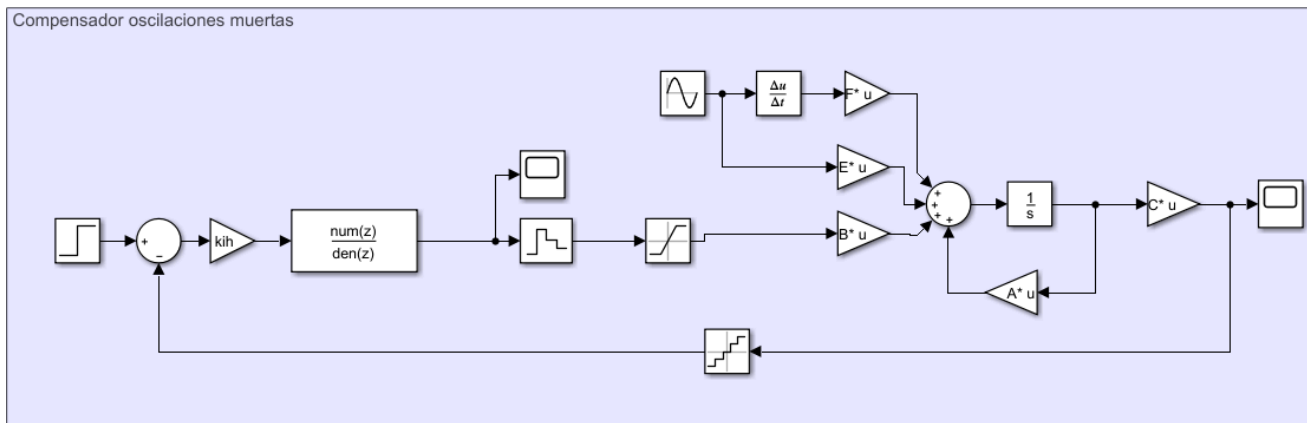 Compensador oscilaciones muertas
Δu
Δt
F* u
E* u
num(z)
den(z)
kih
B* u
1
s
C* u
A* u